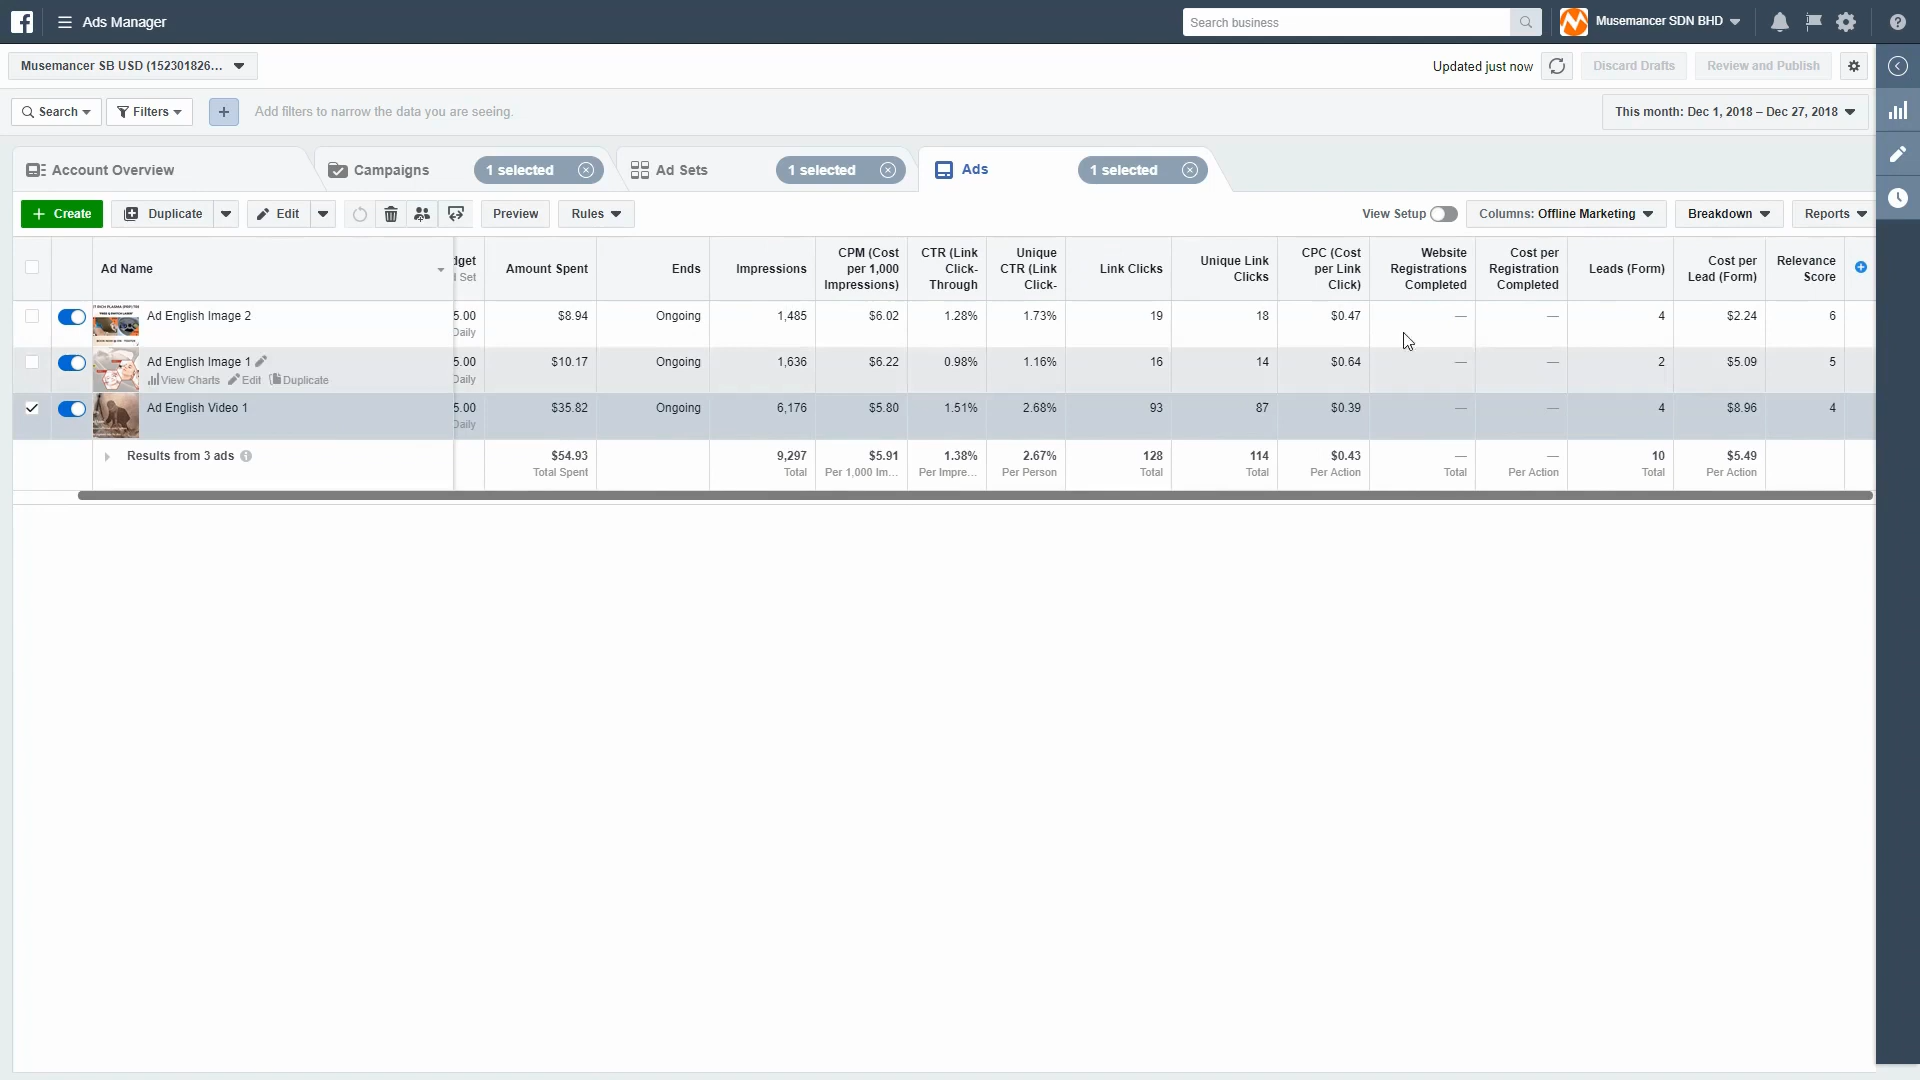 Ads Manager
Search business
Musemancer SDN BHD
Musemancer SB USD (152301826...
Updated just now
Discard Drafts
Review and Publish
Search
Filters
Add filters to narrow the data you are seeing.
This month: Dec 1, 2018 – Dec 27, 2018
Account Overview
Campaigns
1 selected
Ad Sets
1 selected
Ads
1 selected
Create
Duplicate
Edit
Preview
Rules
View Setup
Columns: Offline Marketing
Breakdown
Reports
Ad Name
Amount Spent
Ends
Impressions
CPM (Cost
per 1,000
Impressions)
CTR (Link
Click-
Through
Unique
CTR (Link
Click-
Link Clicks
Unique Link
Clicks
CPC (Cost
per Link
Click)
Website
Registrations
Completed
Cost per
Registration
Completed
Leads (Form)
Cost per
Lead (Form)
Relevance
Score
Ad English Image 2 5.00 $8.94 Ongoing 1,485 $6.02 1.28% 1.73% 19 18 $0.47 — — 4 $2.24 6
Daily
Ad English Image 1 5.00 $10.17 Ongoing 1,636 $6.22 0.98% 1.16% 16 14 $0.64 — — 2 $5.09 5
View Charts Edit Duplicate Daily
Ad English Video 1 5.00 $35.82 Ongoing 6,176 $5.80 1.51% 2.68% 93 87 $0.39 — — 4 $8.96 4
Daily
Results from 3 ads $54.93 9,297 $5.91 1.38% 2.67% 128 114 $0.43 — — 10 $5.49
Total Spent Total Per 1,000 Im... Per Impre... Per Person Total Total Per Action Total Per Action Total Per Action